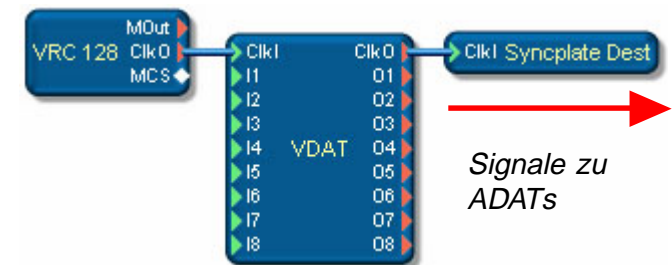 VRC 128
MOut
ClkO
MCS
ClkI
I1
I2
I3
I4
I5
I6
I7
I8
VDAT
ClkO
O1
O2
O3
O4
O5
O6
O7
O8
ClkI Syncplate Dest
Signale zu
ADATs